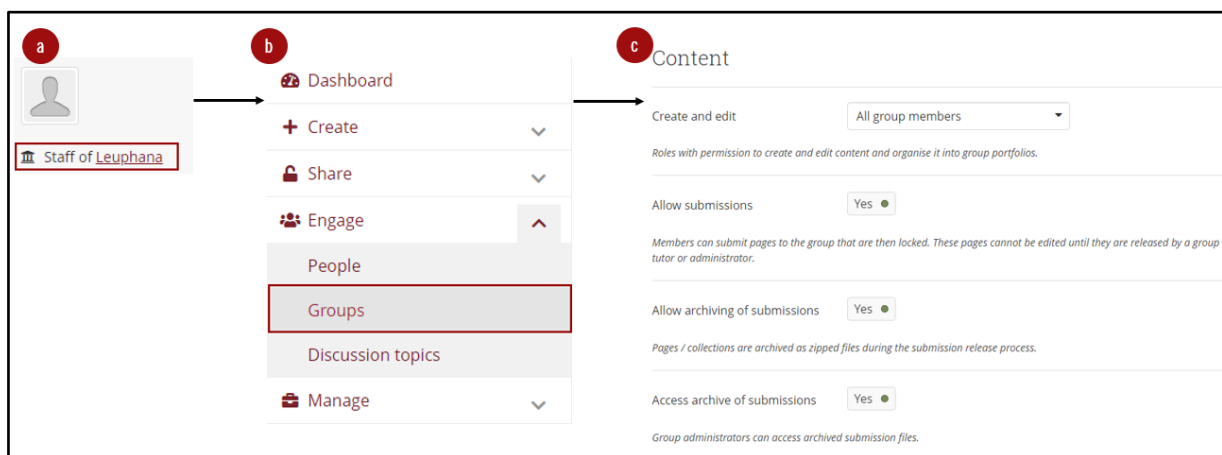 a
Staff of Leuphana
b
Dashboard
Create
Share
Engage
People
Groups
Discussion topics
Manage
c
Content
Create and edit All group members
Roles with permission to create and edit content and organise it into group portfolios.
Allow submissions Yes
Members can submit pages to the group that are then locked. These pages cannot be edited until they are released by a group
tutor or administrator.
Allow archiving of submissions Yes
Pages / collections are archived as zipped files during the submission release process.
Access archive of submissions Yes
Group administrators can access archived submission files.